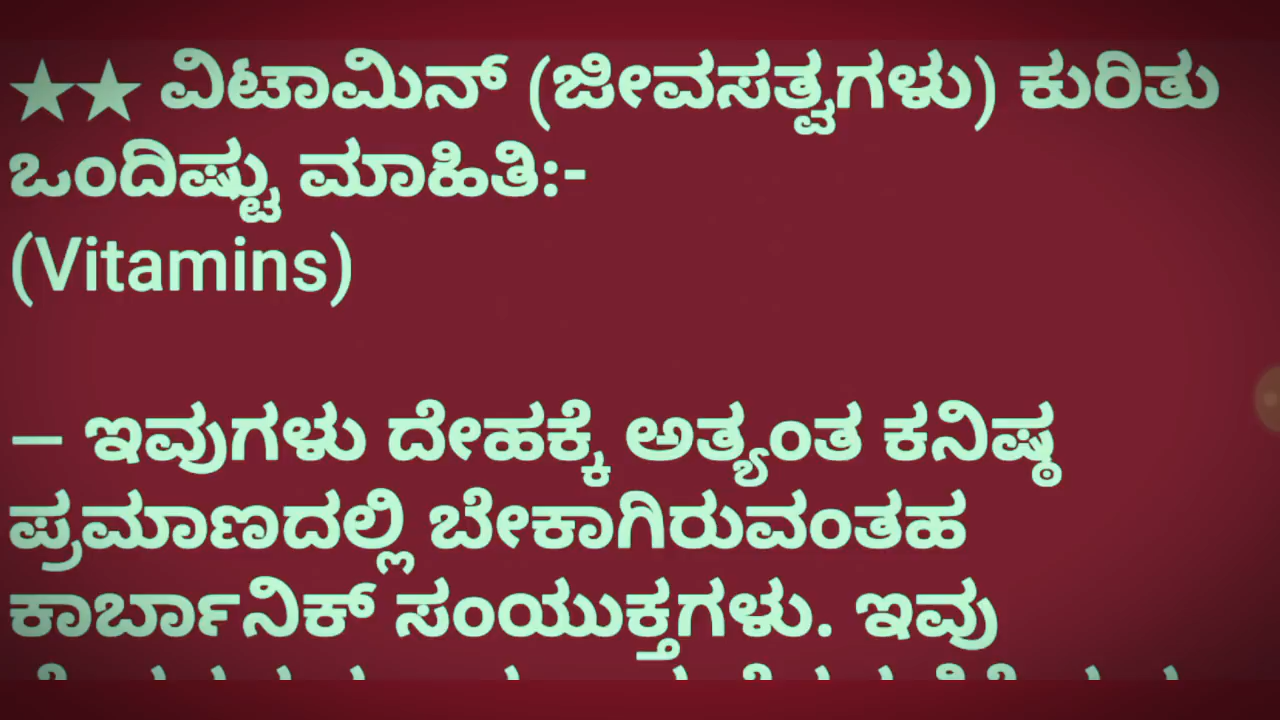 ★★ ವಿಟಾಮಿನ್ (ಜೀವಸತ್ವಗಳು) ಕುರಿತು
ಒಂದಿಷ್ಟು ಮಾಹಿತಿ:-
(Vitamins)
— ಇವುಗಳು ದೇಹಕ್ಕೆ ಅತ್ಯಂತ ಕನಿಷ್ಠ
ಪ್ರಮಾಣದಲ್ಲಿ ಬೇಕಾಗಿರುವಂತಹ
ಕಾರ್ಬಾನಿಕ್ ಸಂಯುಕ್ತಗಳು. ಇವು